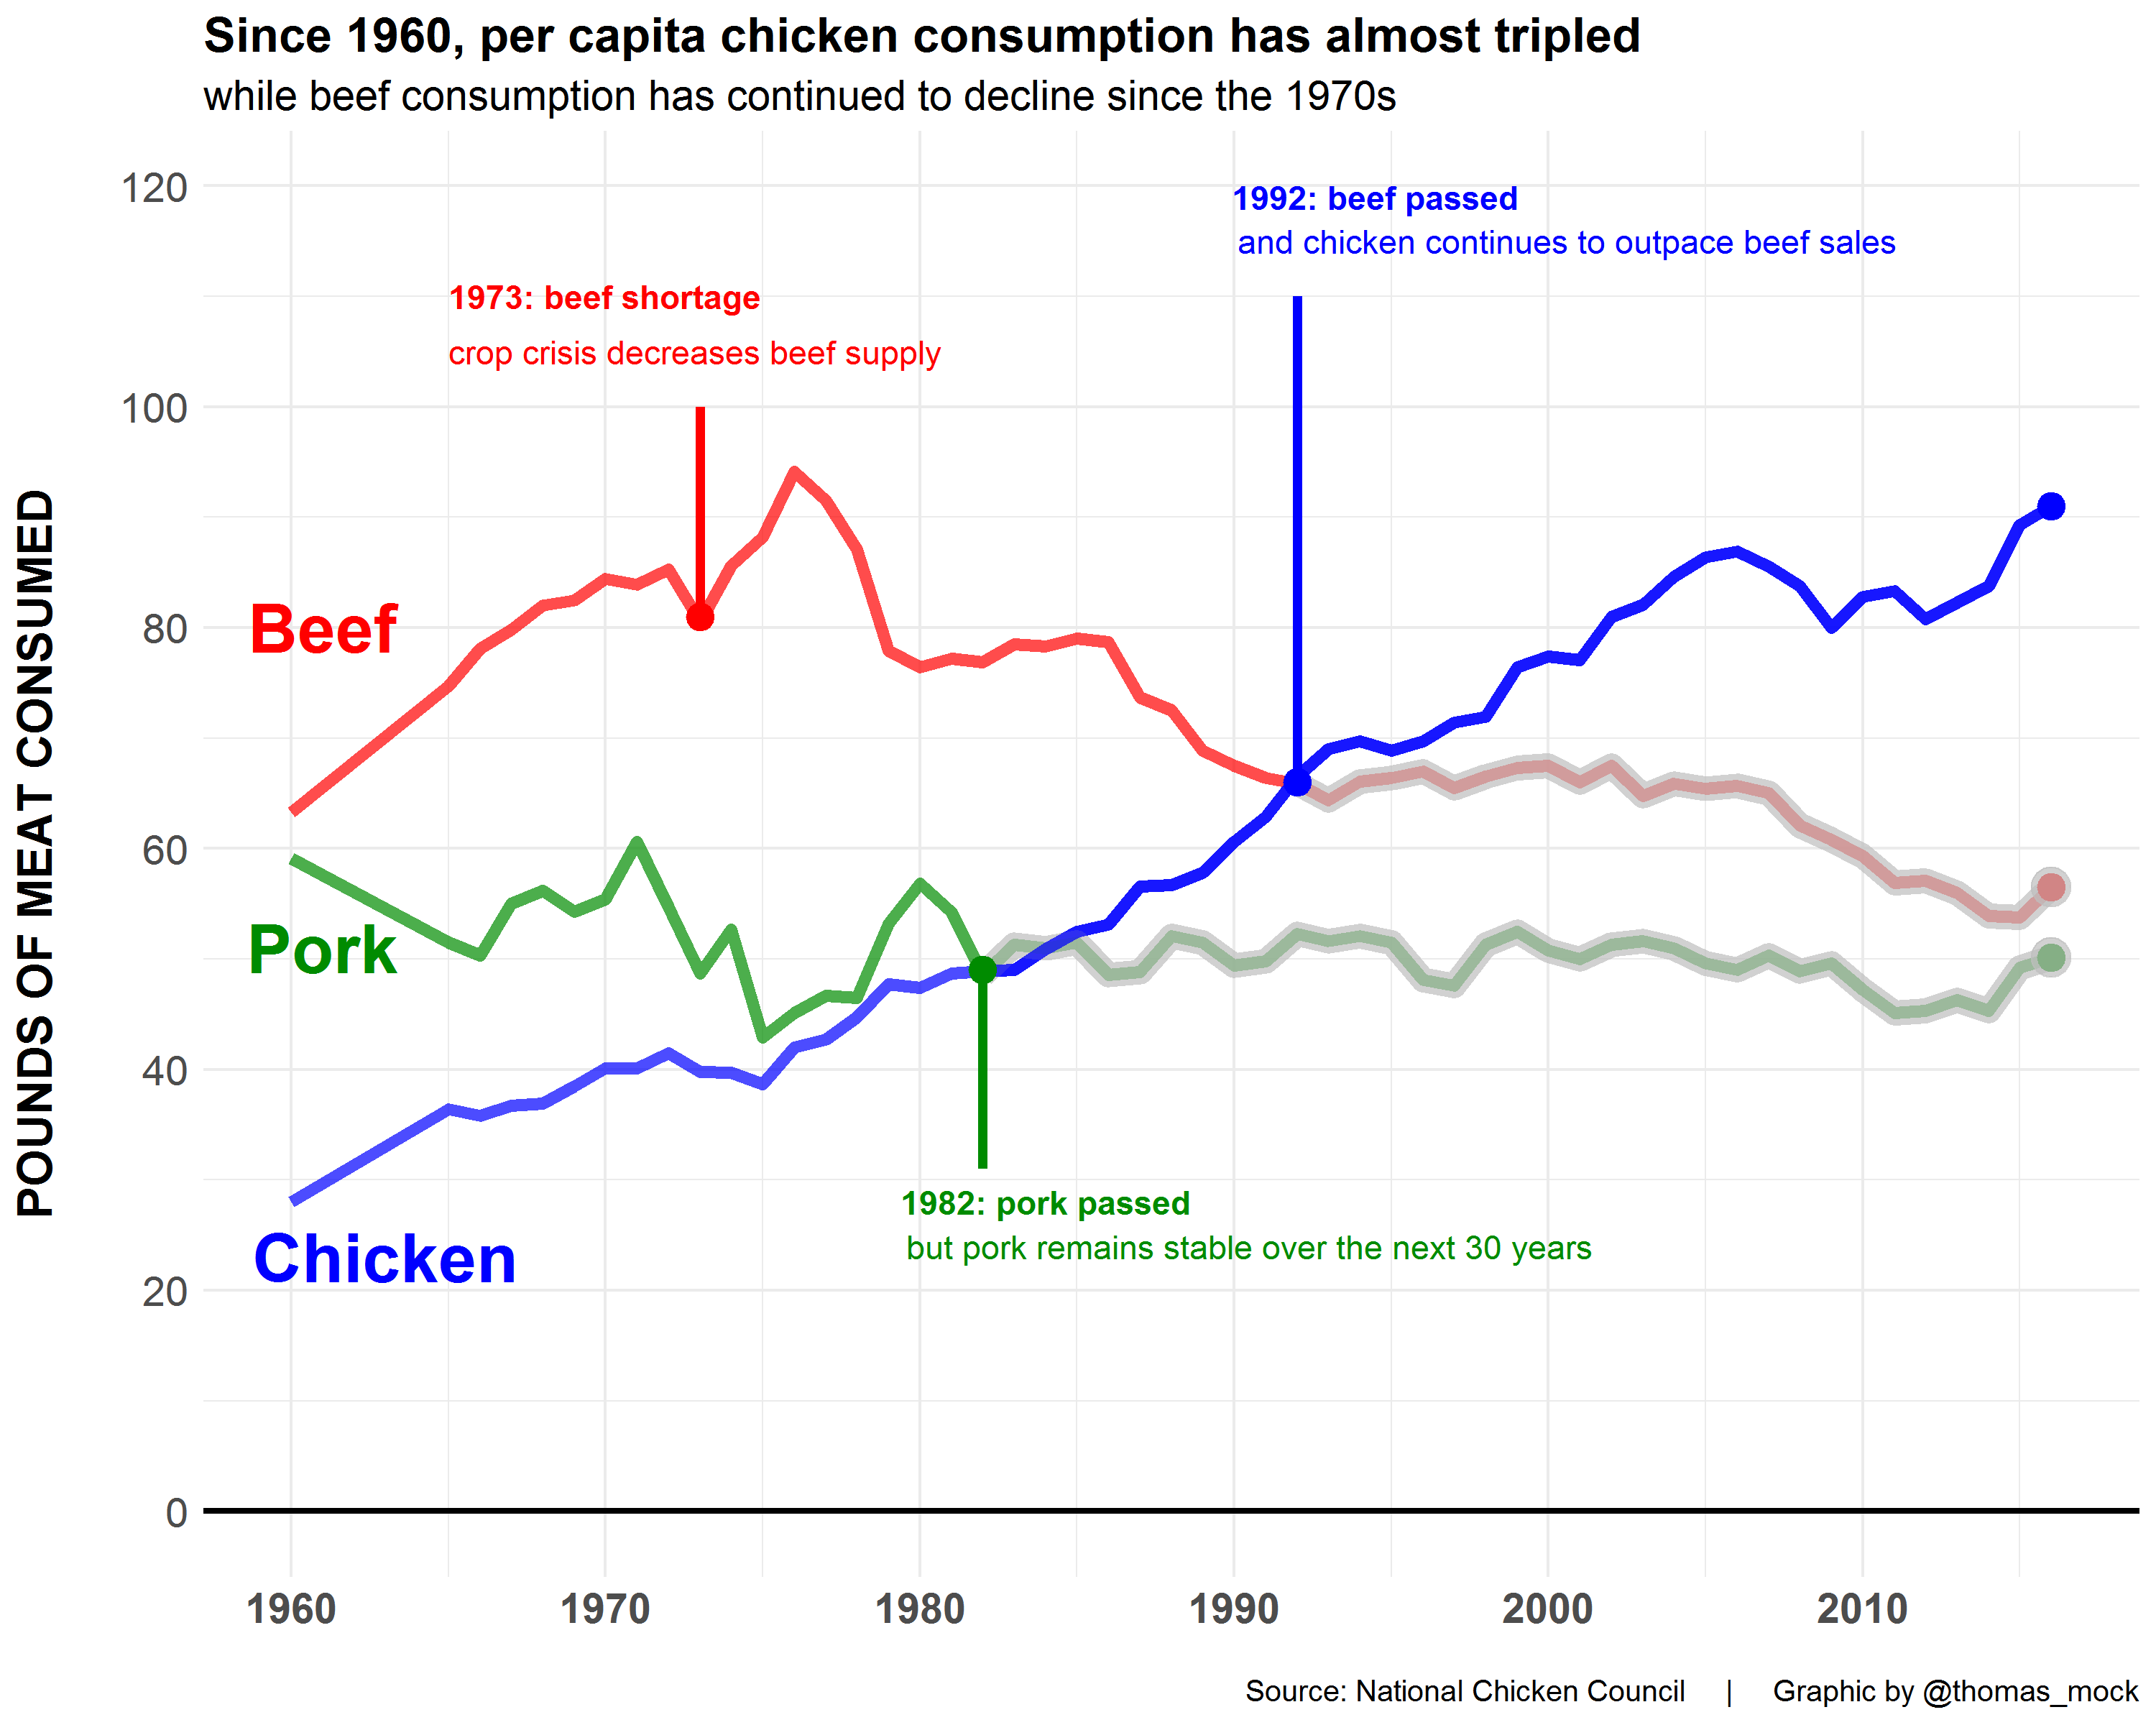 Since 1960, per capita chicken consumption has almost tripled
while beef consumption has continued to decline since the 1970s
POUNDS OF MEAT CONSUMED
120
100
80
60
40
20
0
1992: beef passed
and chicken continues to outpace beef sales
1973: beef shortage
crop crisis decreases beef supply
Beef
Pork
Chicken
1982: pork passed
but pork remains stable over the next 30 years
1960
1970
1980
1990
2000
2010
Source: National Chicken Council | Graphic by @thomas_mock